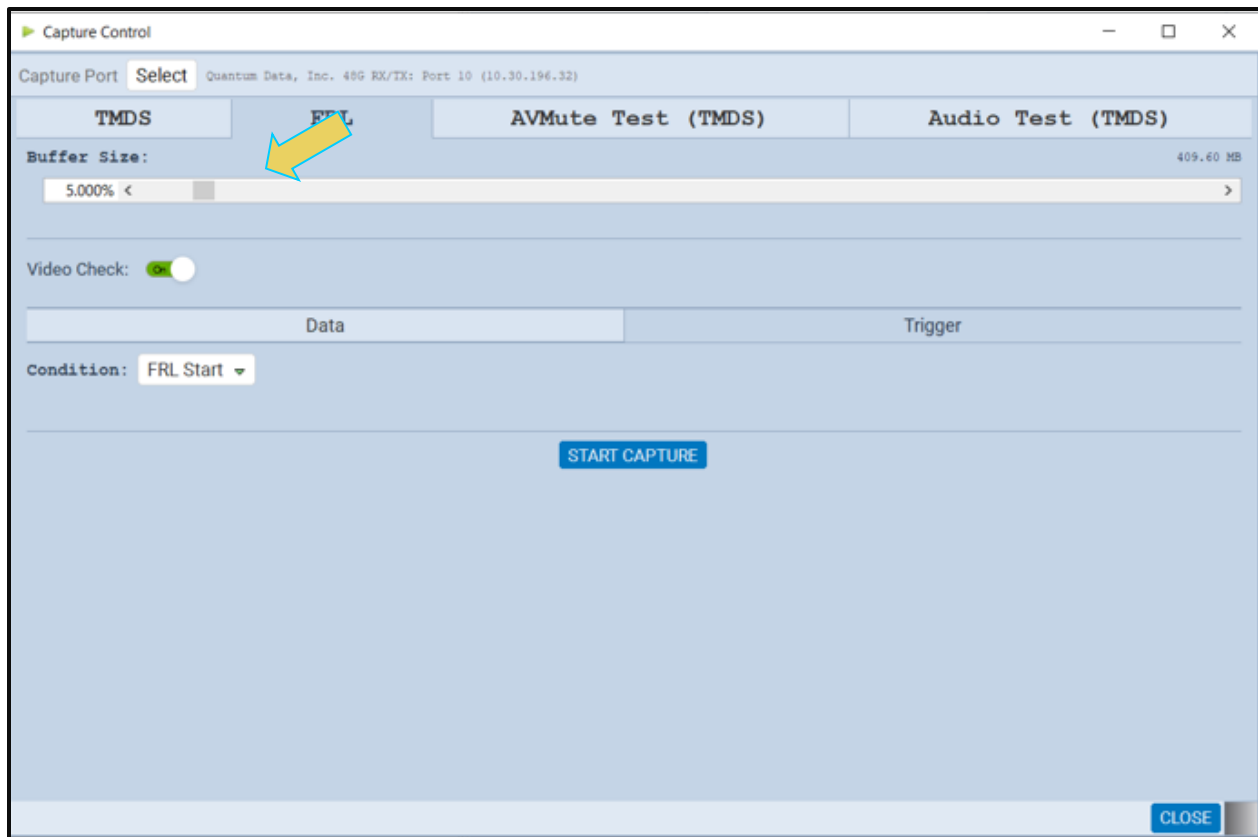 Capture Control
Capture Port Select Quantum Data, Inc. 48G RX/TX: Port 10 (10.30.196.32)
TMDS FRL AVMute Test (TMDS) Audio Test (TMDS)
Buffer Size: 409.60 MB
5.000% < >
Video Check: On
Data Trigger
Condition: FRL Start
START CAPTURE
CLOSE